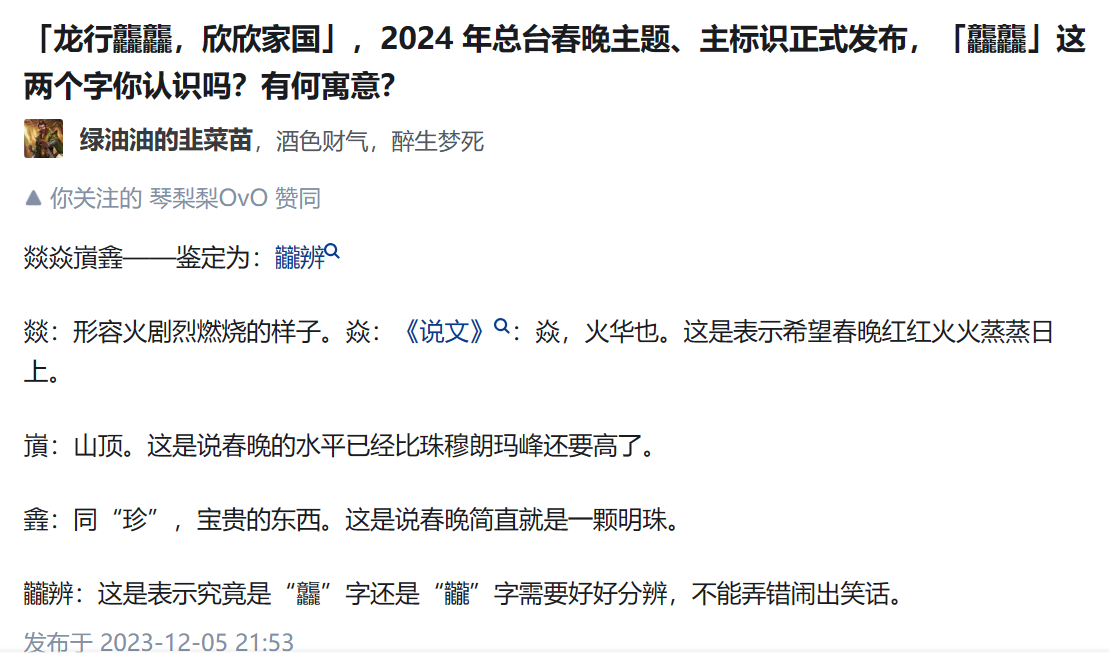 「龙行龘龘，欣欣家国」，2024 年总台春晚主题、主标识正式发布，「龘龘」这
两个字你认识吗？有何寓意？
绿油油的韭菜苗，酒色财气，醉生梦死
你关注的 琴梨梨OvO 赞同
燚焱嵿錱——鉴定为：龖辨
燚：形容火剧烈燃烧的样子。焱：《说文》：焱，火华也。这是表示希望春晚红红火火蒸蒸日
上。
嵿：山顶。这是说春晚的水平已经比珠穆朗玛峰还要高了。
錱：同“珍”，宝贵的东西。这是说春晚简直就是一颗明珠。
龖辨：这是表示究竟是“龘”字还是“龖”字需要好好分辨，不能弄错闹出笑话。
发布于 2023-12-05 21:53